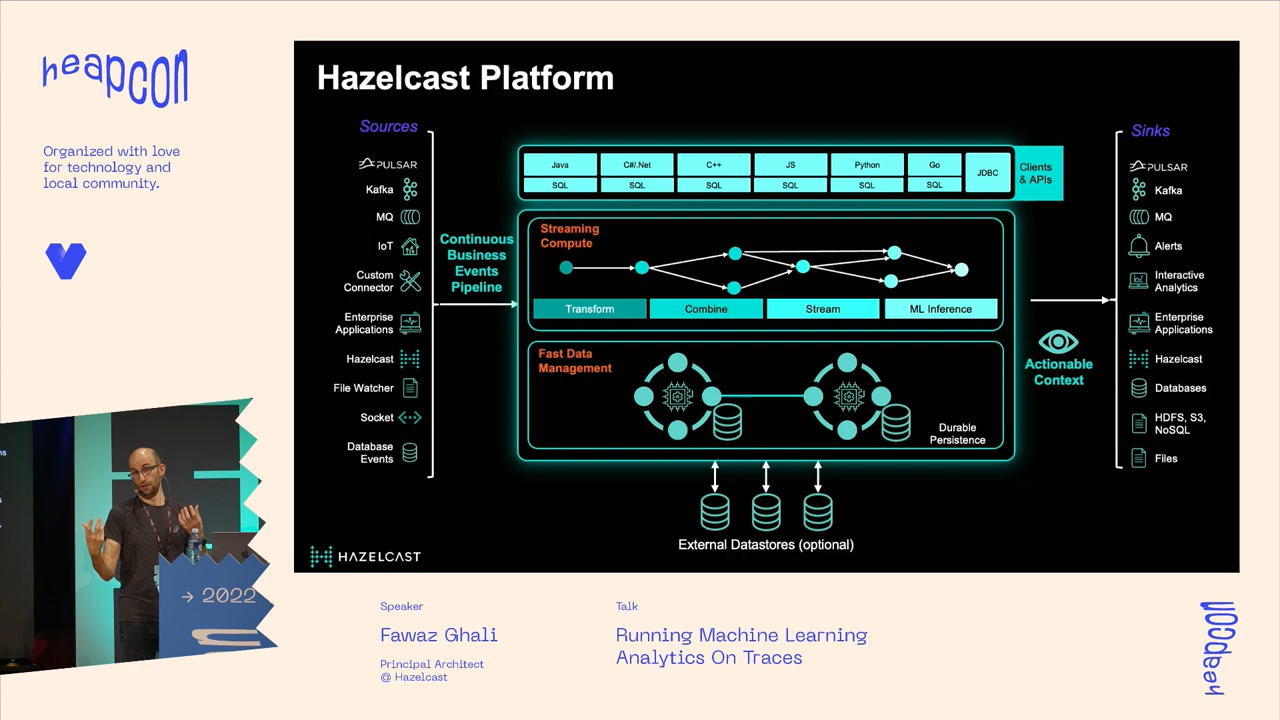 heapcon
Organized with love
for technology and
local community.
Hazelcast Platform
Sources
PULSAR
Kafka
MQ
IoT
Custom
Connector
Enterprise
Applications
Hazelcast
File Watcher
Socket
Database
Events
Continuous
Business
Events
Pipeline
Java
C#/.Net
C++
JS
Python
Go
JDBC
SQL
SQL
SQL
SQL
SQL
SQL
Clients
& APIs
Streaming
Compute
Transform
Combine
Stream
ML Inference
Fast Data
Management
Durable
Persistence
External Datastores (optional)
Actionable
Context
Sinks
PULSAR
Kafka
MQ
Alerts
Interactive
Analytics
Enterprise
Applications
Hazelcast
Databases
HDFS, S3,
NoSQL
Files
HAZELCAST
→ 2022
Speaker
Fawaz Ghali
Principal Architect
@ Hazelcast
Talk
Running Machine Learning
Analytics On Traces
heapcon